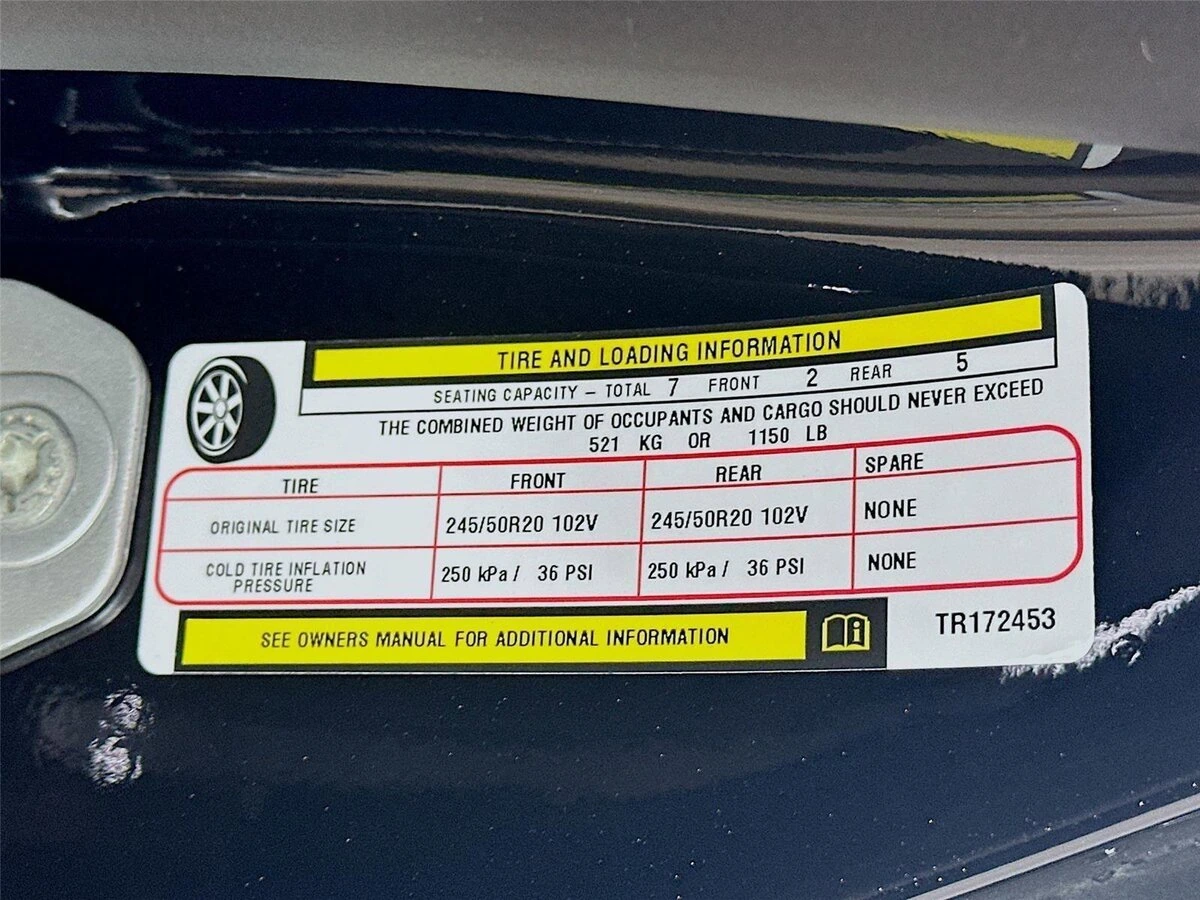 TIRE AND LOADING INFORMATION
SEATING CAPACITY – TOTAL 7 FRONT 2 REAR 5
THE COMBINED WEIGHT OF OCCUPANTS AND CARGO SHOULD NEVER EXCEED
521 KG OR 1150 LB
TIRE FRONT REAR SPARE
ORIGINAL TIRE SIZE 245/50R20 102V 245/50R20 102V NONE
COLD TIRE INFLATION
PRESSURE 250 kPa / 36 PSI 250 kPa / 36 PSI NONE
SEE OWNERS MANUAL FOR ADDITIONAL INFORMATION
TR172453